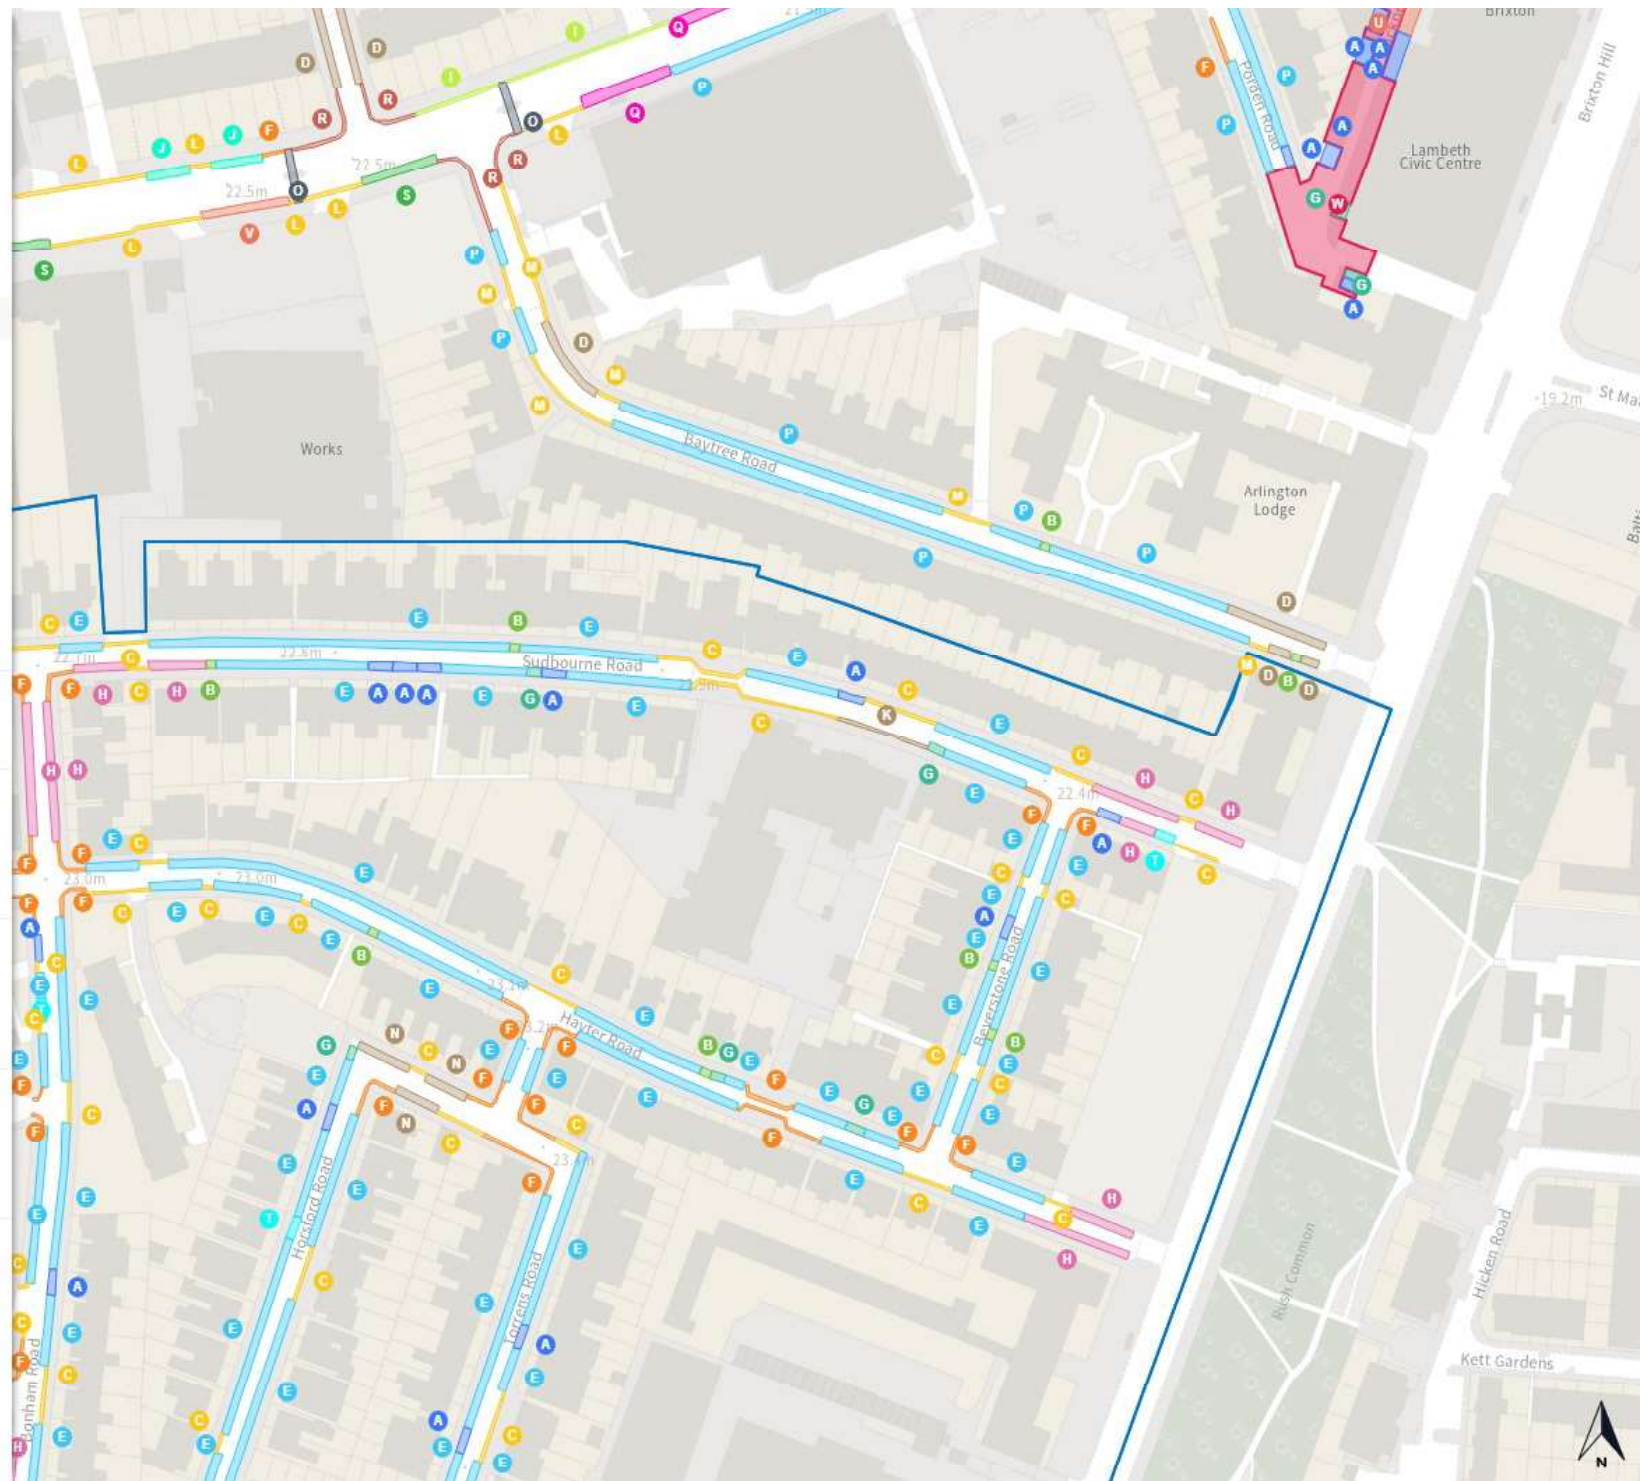 Brixton
U
Q
I
D
D
I
A
A
A
Brixton Hill
F
P
P
Q
R
R
O
L
J
L
J
F
P
Porden Road
A
A
Lambeth
Civic Centre
L
R
22.5m
22.5m
O
R
S
L
L
V
L
G
W
S
P
M
M
G
A
P
D
M
M
St Ma
19.2m
P
Baytree Road
Works
M
P
B
P
P
Arlington
Lodge
D
C
E
E
B
E
22.8m
Sudbourne Road
C
E
A
M
D
B
D
F
F
H
C
H
B
E
A
A
A
E
G
A
E
C
K
C
E
H
H
G
E
C
22.4m
H
C
H
F
F
A
H
T
C
E
E
C
F
F
23.0m
23.0m
E
C
E
A
E
B
C
F
F
C
E
C
E
C
E
B
A
C
E
E
E
T
C
23.1m
C
E
E
Beverstone Road
E
B
F
Hayter Road
F
B
G
E
C
E
C
G
N
C
N
E
F
E
A
F
N
C
F
F
C
E
F
E
G
E
F
E
E
F
E
E
F
F
E
E
T
Horsford Road
E
E
C
E
C
E
C
H
H
E
C
A
E
E
Torrens Road
A
E
E
C
F
Bonham Road
E
C
E
C
E
A
E
C
E
H
E
Rush Common
Hicken Road
Kett Gardens
N